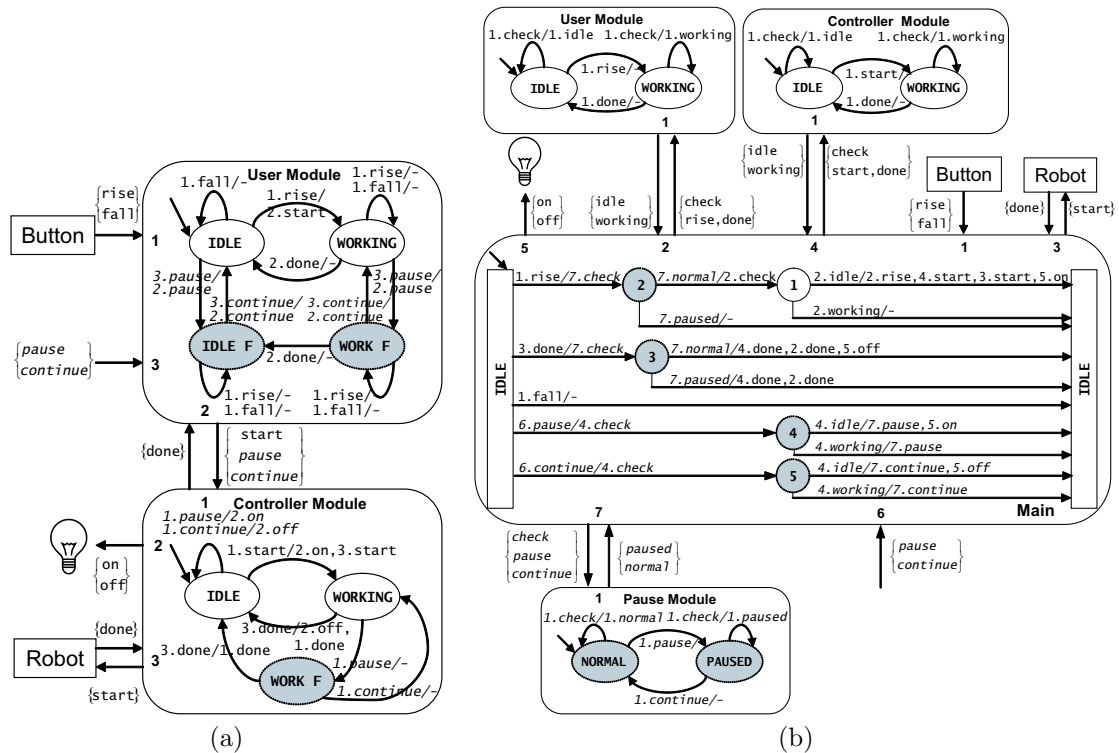 User Module
1.fall/-
1.rise/
2.start
1.rise/-
1.fall/-
{rise
fall}
Button
1
IDLE
WORKING
2.done/-
3.pause/
2.pause
3.pause/
2.pause
3.continue/
2.continue
3.continue/
2.continue
IDLE F
WORK F
2.done/-
{pause
continue}
3
1.rise/-
1.fall/-
1.rise/-
1.fall/-
2
{done}
{start
pause
continue}
1
Controller Module
1.pause/2.on
1.continue/2.off
2
1.start/2.on,3.start
{on
off}
IDLE
WORKING
3.done/2.off,
1.done
{done}
Robot
3
3.done/1.done
1.pause/-
{start}
WORK F
1.continue/-
(a)
User Module
1.check/1.idle
1.check/1.working
1.rise/-
IDLE
WORKING
1.done/-
1
Controller Module
1.check/1.idle
1.check/1.working
1.start/
IDLE
WORKING
1.done/-
1
{on
off}
{idle
working}
{check
rise,done}
{idle
working}
{check
start,done}
Button
{rise
fall}
Robot
{done}
{start}
5
2
4
1
3
IDLE
1.rise/7.check
2
7.normal/2.check
1
2.idle/2.rise,4.start,3.start,5.on
2.working/-
7.paused/-
3.done/7.check
3
7.normal/4.done,2.done,5.off
7.paused/4.done,2.done
1.fall/-
6.pause/4.check
4
4.idle/7.pause,5.on
4.working/7.pause
6.continue/4.check
5
4.idle/7.continue,5.off
4.working/7.continue
IDLE
Main
7
6
{check
pause
continue}
{paused
normal}
{pause
continue}
1
Pause Module
1.check/1.normal
1.check/1.paused
1.pause/-
NORMAL
PAUSED
1.continue/-
(b)